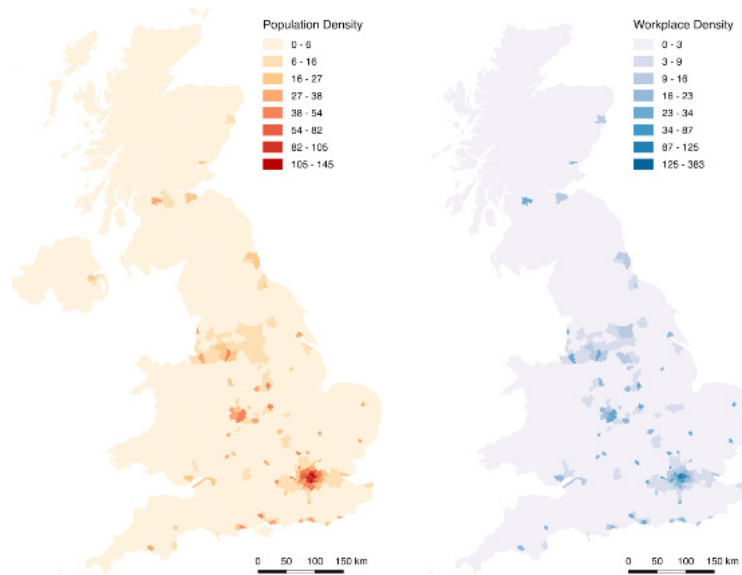 Population Density
0 - 6
6 - 16
16 - 27
27 - 38
38 - 54
54 - 82
82 - 105
105 - 145
0 50 100 150 km
Workplace Density
0 - 3
3 - 9
9 - 16
16 - 23
23 - 34
34 - 87
87 - 125
125 - 383
0 50 100 150 km